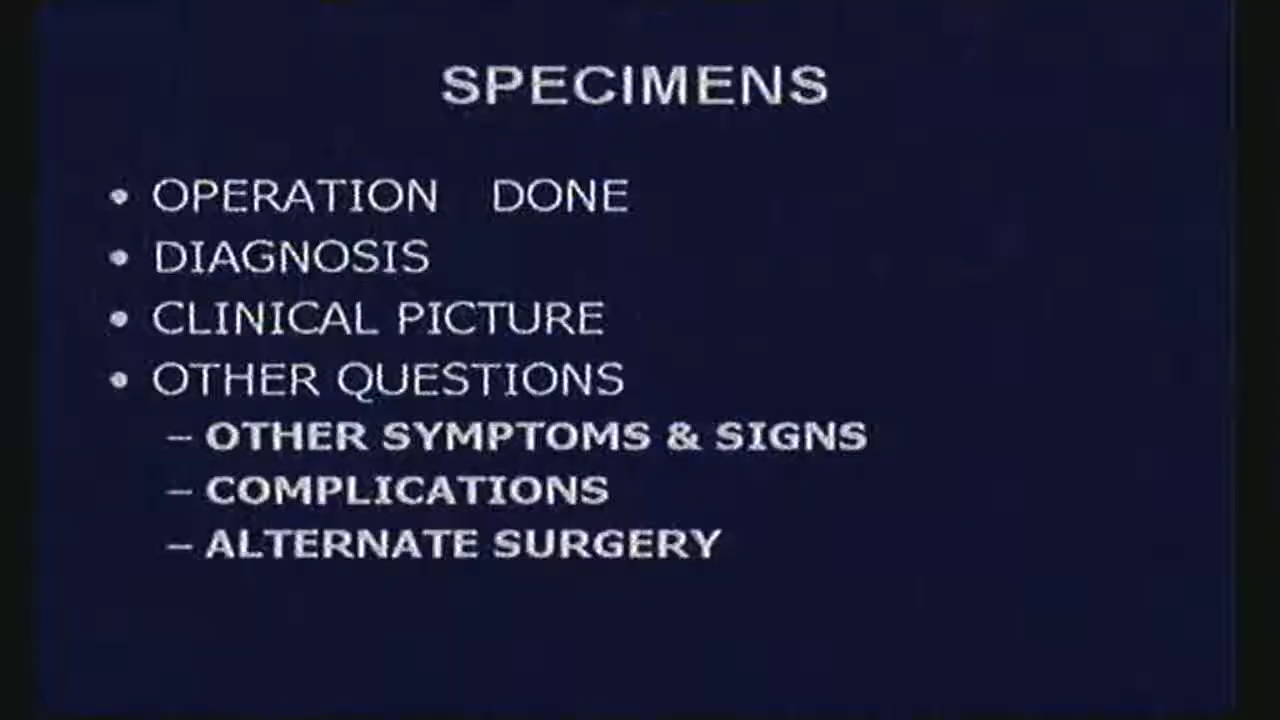 SPECIMENS
• OPERATION DONE
• DIAGNOSIS
• CLINICAL PICTURE
• OTHER QUESTIONS
– OTHER SYMPTOMS & SIGNS
– COMPLICATIONS
– ALTERNATE SURGERY